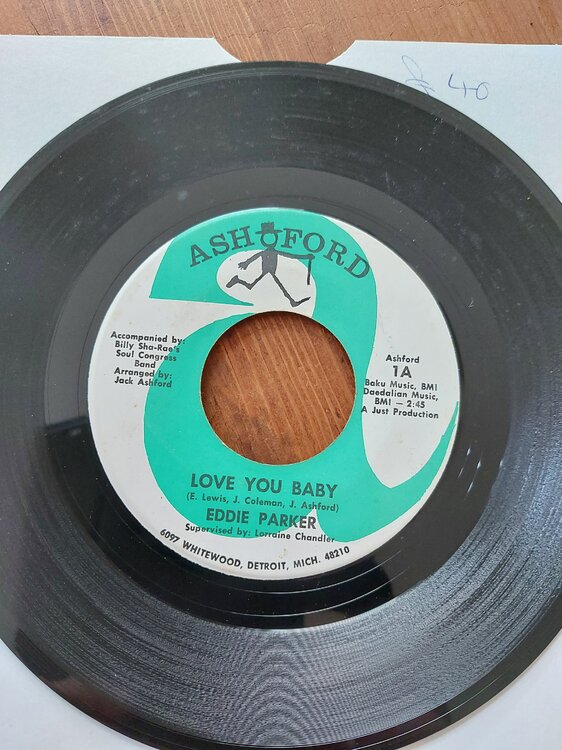 40
ASHFORD
Accompanied by:
Billy Sha-Rae's
Soul Congress
Band
Arranged by:
Jack Ashford
Ashford
1A
Baku Music, BMI
Daedalian Music,
BMI — 2:45
A Just Production
LOVE YOU BABY
(E. Lewis, J. Coleman, J. Ashford)
EDDIE PARKER
Supervised by: Lorraine Chandler
6097 WHITEWOOD, DETROIT, MICH. 48210